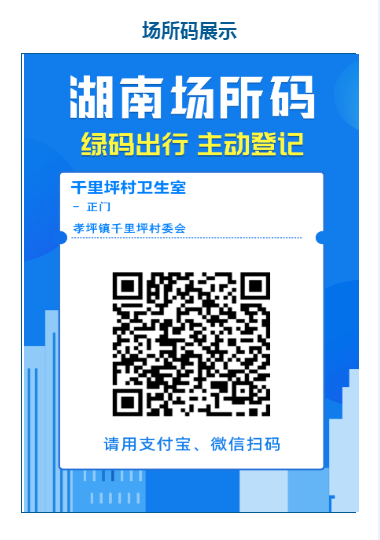 场所码展示
湖南场所码
绿码出行 主动登记
千里坪村卫生室
- 正门
孝坪镇千里坪村委会
请用支付宝、微信扫码